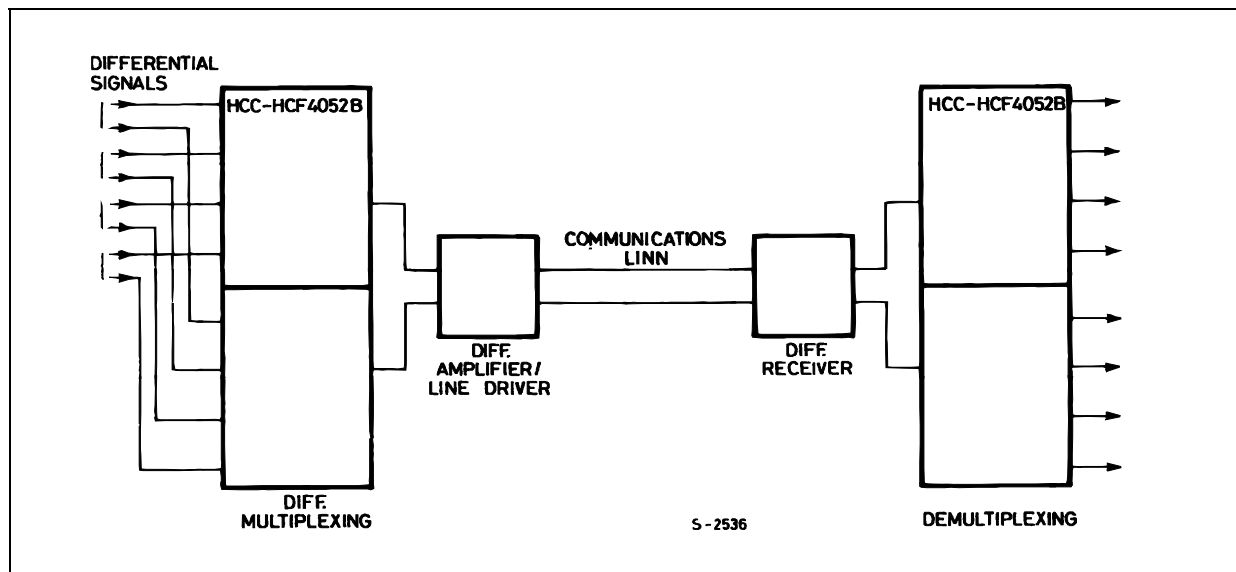 DIFFERENTIAL
SIGNALS
HCC-HCF4052B
HCC-HCF4052B
COMMUNICATIONS
LINN
DIFF.
AMPLIFIER/
LINE DRIVER
DIFF.
RECEIVER
DIFF.
MULTIPLEXING
S-2536
DEMULTIPLEXING